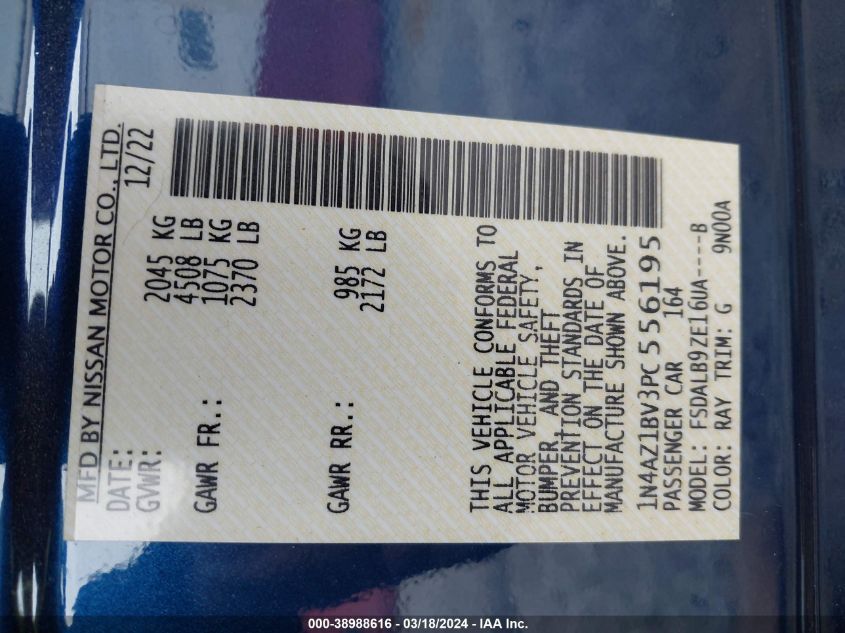 MFD BY NISSAN MOTOR CO., LTD.
DATE: 12/22
GVWR: 2045 KG
4508 LB
GAWR FR.: 1075 KG
2370 LB
GAWR RR.: 985 KG
2172 LB
THIS VEHICLE CONFORMS TO
ALL APPLICABLE FEDERAL
MOTOR VEHICLE SAFETY,
BUMPER, AND THEFT
PREVENTION STANDARDS IN
EFFECT ON THE DATE OF
MANUFACTURE SHOWN ABOVE.
1N4AZ1BV3PC556195
PASSENGER CAR 164
MODEL: FSDALB9ZE16UA----B
COLOR: RAY TRIM: G 9N00A
000-38988616 - 03/18/2024 - IAA Inc.